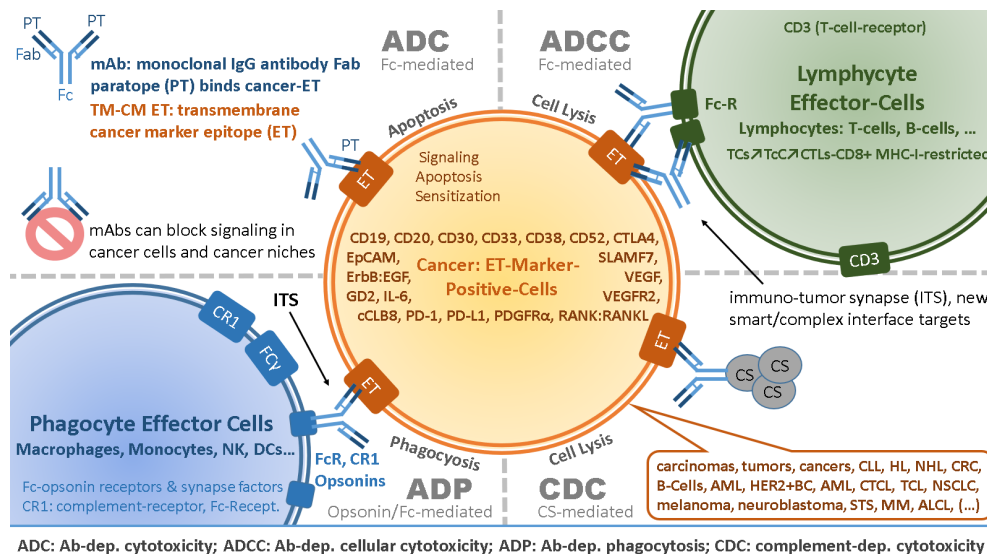 PT
PT
Fab
Fc
mAb: monoclonal IgG antibody Fab
paratope (PT) binds cancer-ET
TM-CM ET: transmembrane
cancer marker epitope (ET)
mAbs can block signaling in
cancer cells and cancer niches
ADC
Fc-mediated
Apoptosis
ADCC
Fc-mediated
Cell Lysis
CD3 (T-cell-receptor)
Lymphycyte
Effector-Cells
Lymphocytes: T-cells, B-cells, ...
TCs↗TcC↗CTLs-CD8+ MHC-I-restricted
Fc-R
CD3
PT
ET
ET
Signaling
Apoptosis
Sensitization
CD19, CD20, CD30, CD33, CD38, CD52, CTLA4,
EpCAM, SLAMF7,
ErbB:EGF, VEGF,
GD2, IL-6, VEGFR2,
cCLB8, PD-1, PD-L1, PDGFRα, RANK:RANKL
Cancer: ET-Marker-
Positive-Cells
immuno-tumor synapse (ITS), new
smart/complex interface targets
ITS
CR1
FCγ
ET
ET
CS
CS
CS
Phagocyte Effector Cells
Macrophages, Monocytes, NK, DCs...
Fc-opsonin receptors & synapse factors
CR1: complement-receptor, Fc-Recept.
FcR, CR1
Opsonins
Phagocyosis
ADP
Opsonin/Fc-mediated
Cell Lysis
CDC
CS-mediated
carcinomas, tumors, cancers, CLL, HL, NHL, CRC,
B-Cells, AML, HER2+BC, AML, CTCL, TCL, NSCLC,
melanoma, neuroblastoma, STS, MM, ALCL, (...)
ADC: Ab-dep. cytotoxicity; ADCC: Ab-dep. cellular cytotoxicity; ADP: Ab-dep. phagocytosis; CDC: complement-dep. cytotoxicity